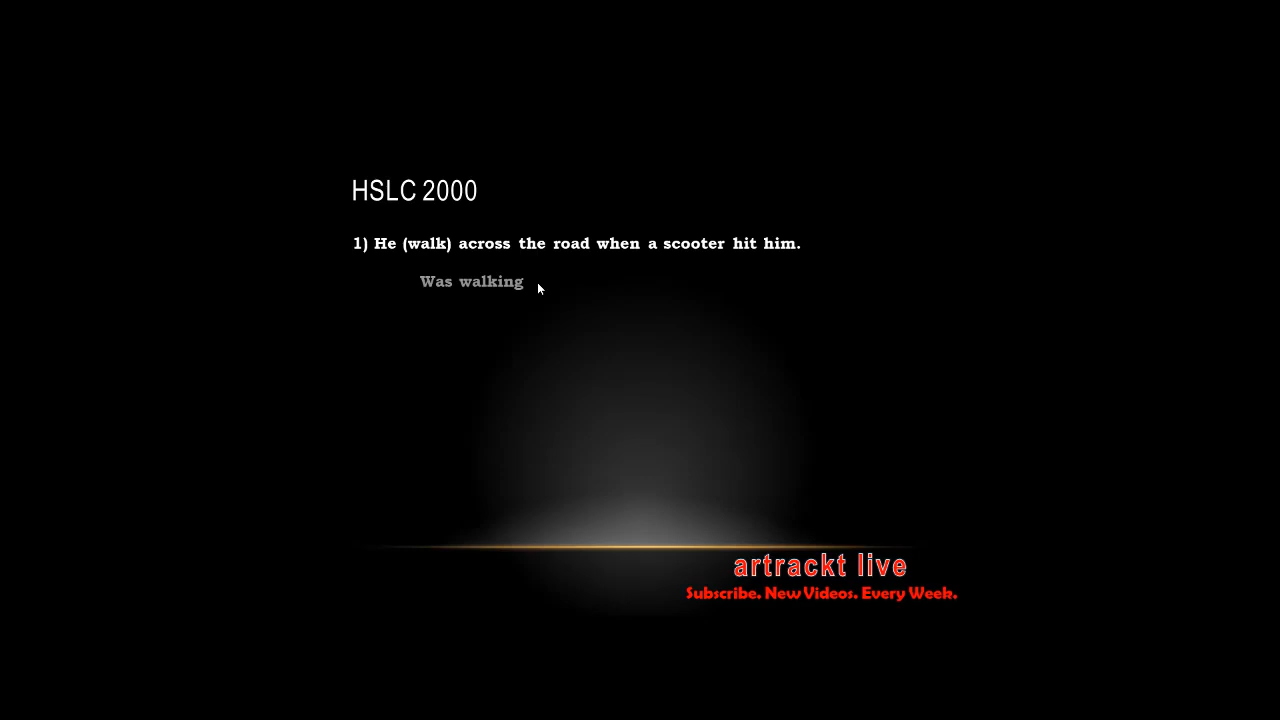 HSLC 2000
1) He (walk) across the road when a scooter hit him.
Was walking
artrackt live
Subscribe. New Videos. Every Week.